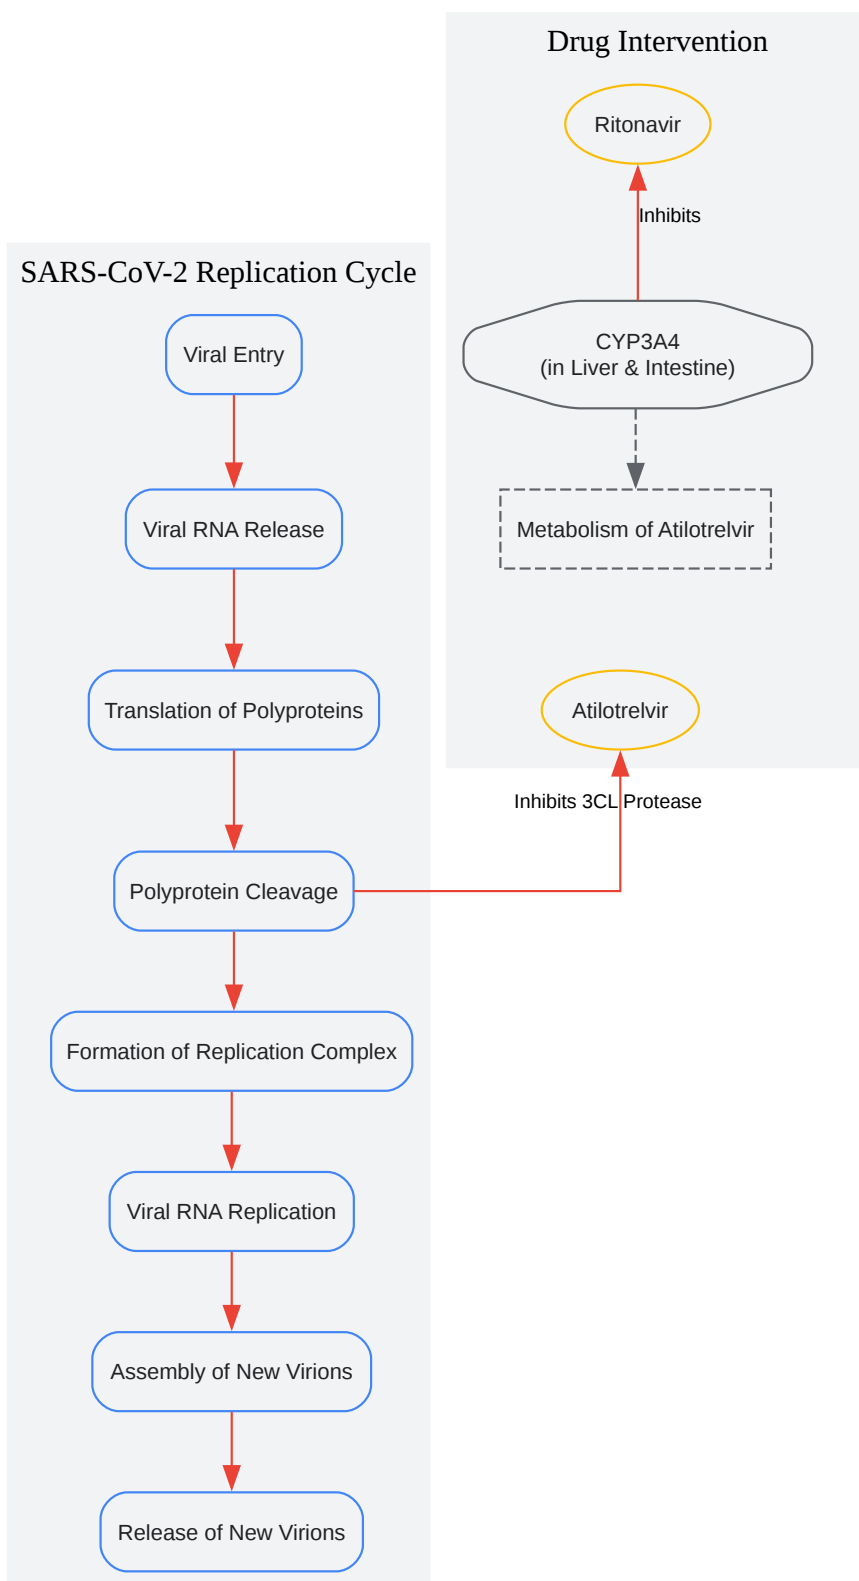 Drug Intervention
Ritonavir
Inhibits
CYP3A4
(in Liver & Intestine)
Metabolism of Atilotrelvir
Atilotrelvir
Inhibits 3CL Protease
SARS-CoV-2 Replication Cycle
Viral Entry
Viral RNA Release
Translation of Polyproteins
Polyprotein Cleavage
Formation of Replication Complex
Viral RNA Replication
Assembly of New Virions
Release of New Virions